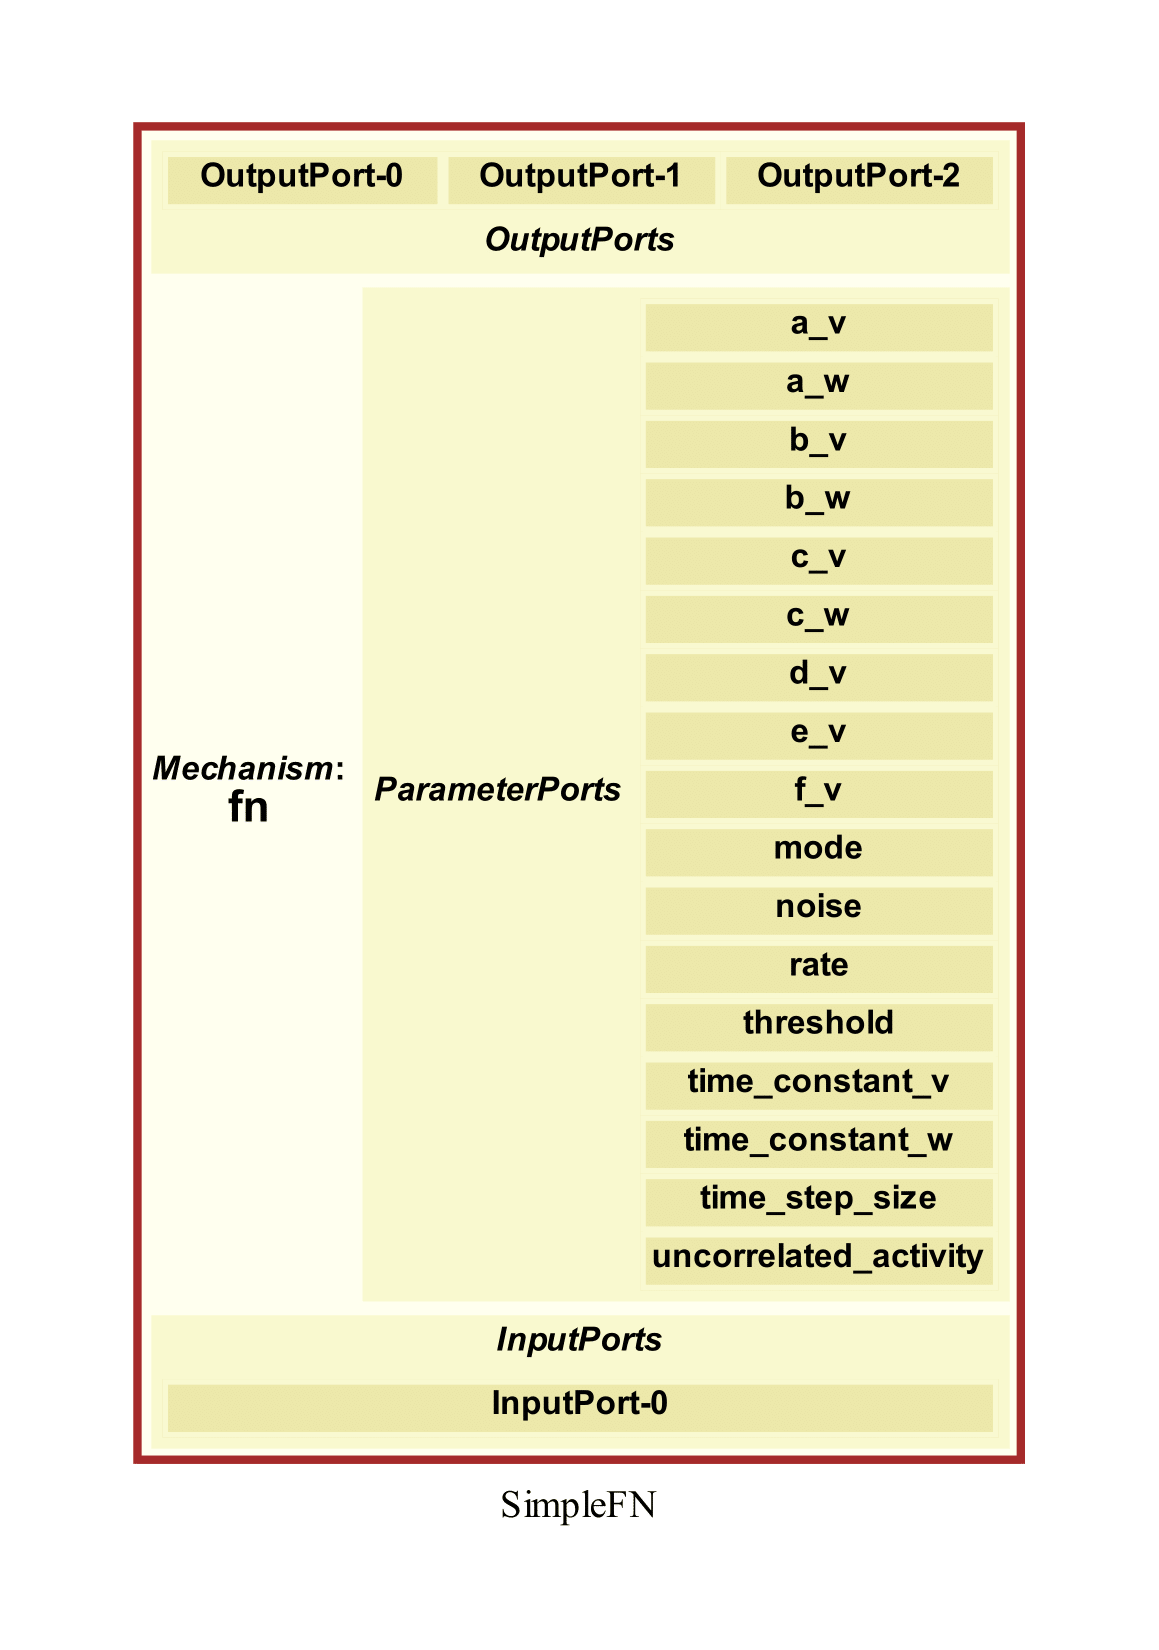 OutputPort-0 OutputPort-1 OutputPort-2
OutputPorts
a_v
a_w
b_v
b_w
c_v
c_w
d_v
e_v
Mechanism:
fn
ParameterPorts
f_v
mode
noise
rate
threshold
time_constant_v
time_constant_w
time_step_size
uncorrelated_activity
InputPorts
InputPort-0
SimpleFN